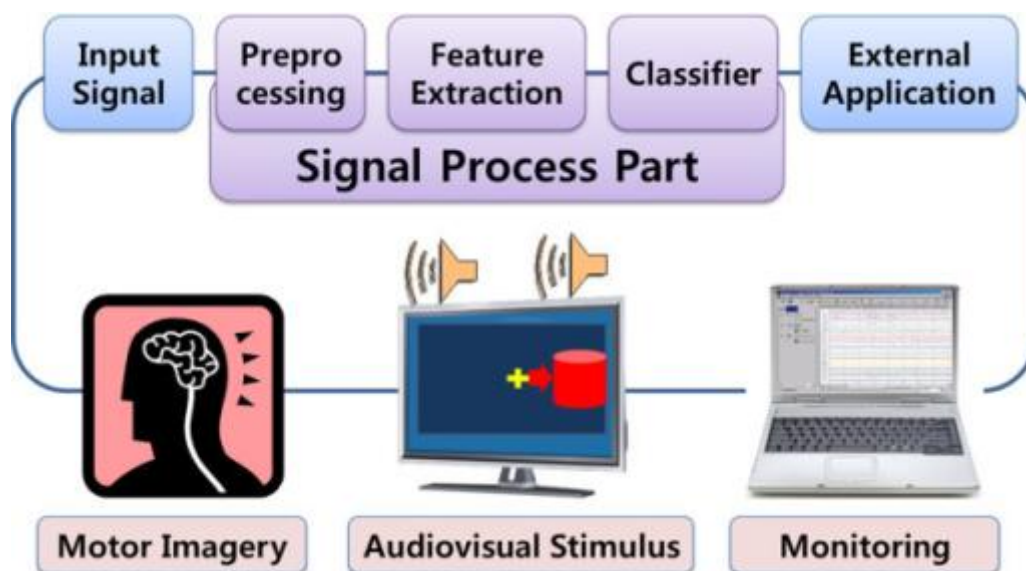 Input
Signal
Prepro
cessing
Feature
Extraction
Classifier
External
Application
Signal Process Part
Motor Imagery
Audiovisual Stimulus
Monitoring